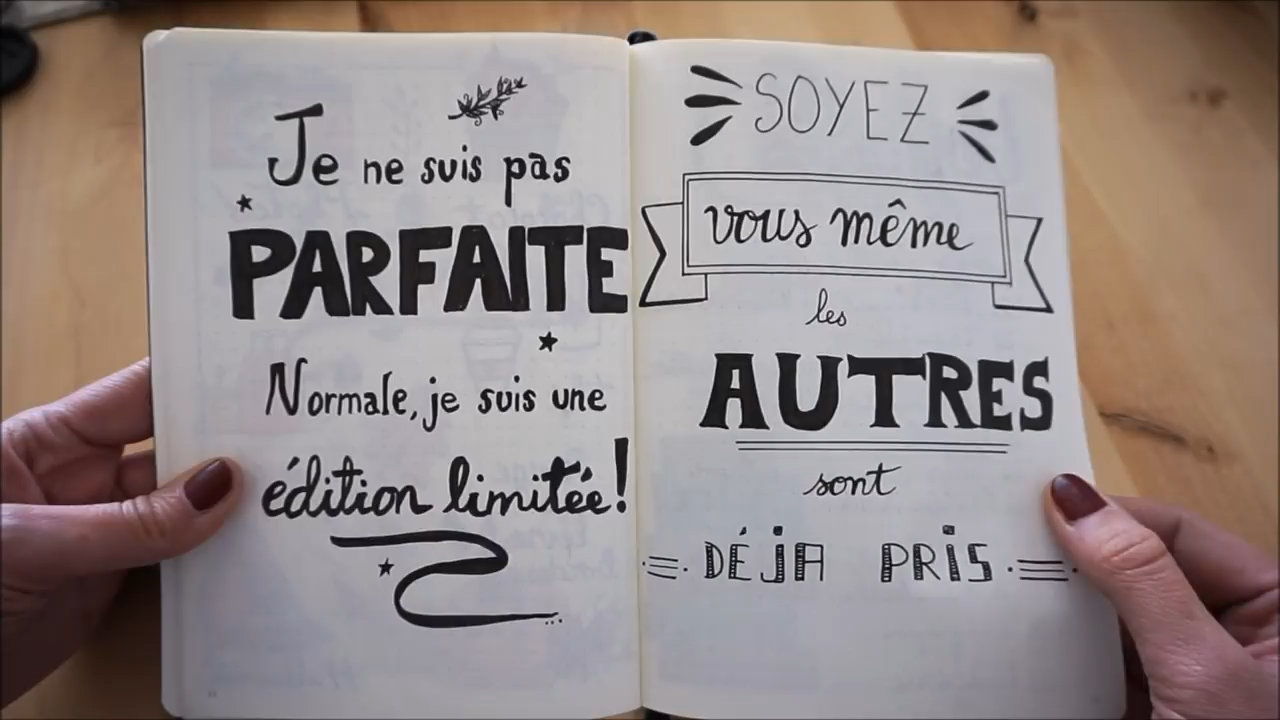 Je ne suis pas
PARFAITE
Normale, je suis une
édition limitée!
SOYEZ
vous même
les
AUTRES
sont
DÉJA PRIS